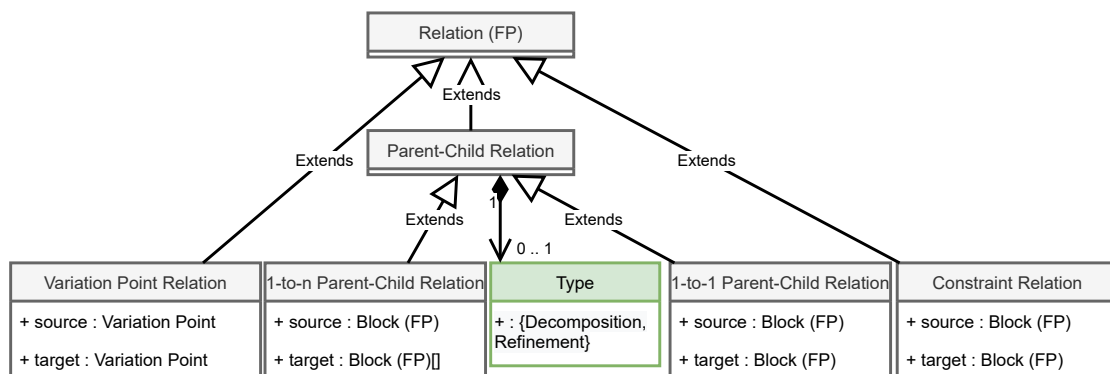 Relation (FP)
Extends
Parent-Child Relation
Extends
Extends
1
Extends
Extends
0 .. 1
Variation Point Relation
+ source : Variation Point
+ target : Variation Point
1-to-n Parent-Child Relation
+ source : Block (FP)
+ target : Block (FP)[]
Type
+ : {Decomposition,
Refinement}
1-to-1 Parent-Child Relation
+ source : Block (FP)
+ target : Block (FP)
Constraint Relation
+ source : Block (FP)
+ target : Block (FP)